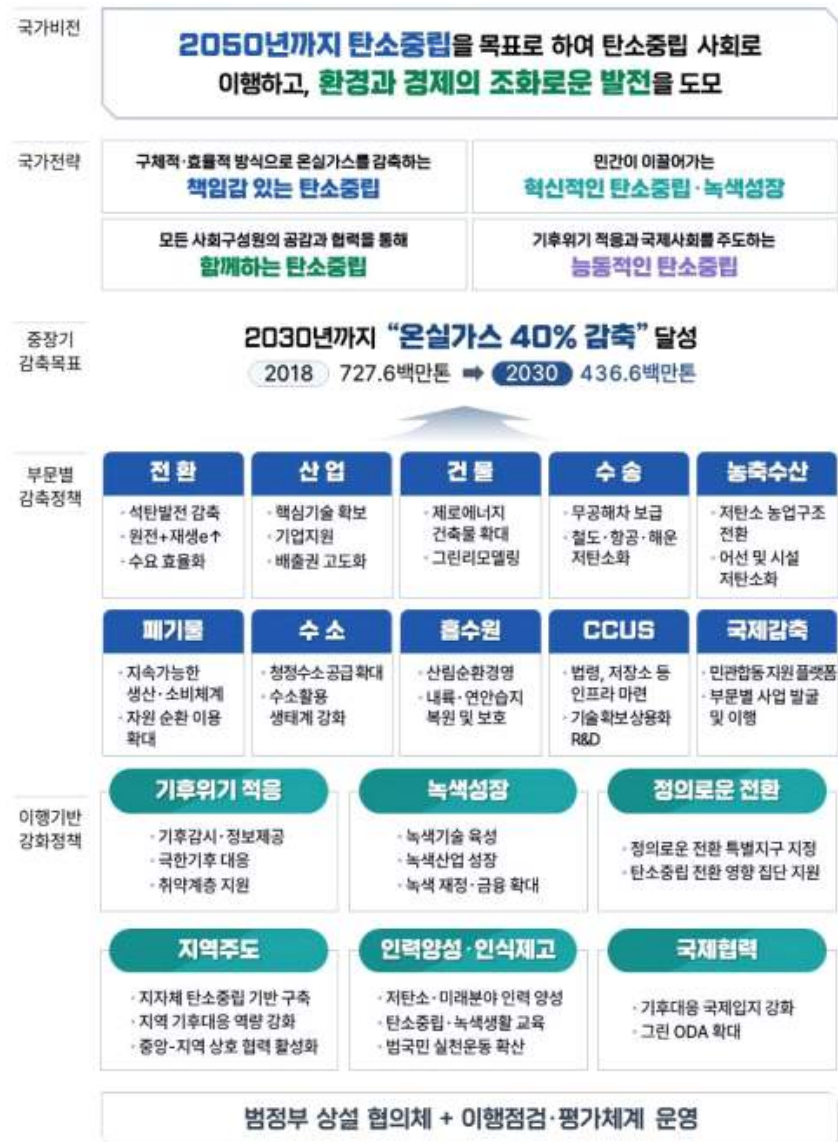 국가비전
2050년까지 탄소중립을 목표로 하여 탄소중립 사회로
이행하고, 환경과 경제의 조화로운 발전을 도모
국가전략
구체적·효율적 방식으로 온실가스를 감축하는
책임감 있는 탄소중립
민간이 이끌어가는
혁신적인 탄소중립·녹색성장
모든 사회구성원의 공감과 협력을 통해
함께하는 탄소중립
기후위기 적응과 국제사회를 주도하는
능동적인 탄소중립
중장기
감축목표
2030년까지 “온실가스 40% 감축” 달성
2018 727.6백만톤 ➡ 2030 436.6백만톤
부문별
감축정책
전 환
· 석탄발전 감축
· 원전+재생e↑
· 수요 효율화
산 업
· 핵심기술 확보
· 기업지원
· 배출권 고도화
건 물
· 제로에너지
건축물 확대
· 그린리모델링
수 송
· 무공해차 보급
· 철도·항공·해운
저탄소화
농축수산
· 저탄소 농업구조
전환
· 어선 및 시설
저탄소화
폐기물
· 지속가능한
생산·소비체계
· 자원 순환 이용
확대
수 소
· 청정수소 공급 확대
· 수소활용
생태계 강화
흡수원
· 산림순환경영
· 내륙·연안습지
복원 및 보호
CCUS
· 법령, 저장소 등
인프라 마련
· 기술 확보 상용화
R&D
국제감축
· 민관합동 지원 플랫폼
· 부문별 사업 발굴
및 이행
이행기반
강화정책
기후위기 적응
· 기후감시·정보제공
· 극한기후 대응
· 취약계층 지원
녹색성장
· 녹색기술 육성
· 녹색산업 성장
· 녹색 재정·금융 확대
정의로운 전환
· 정의로운 전환 특별지구 지정
· 탄소중립 전환 영향 집단 지원
지역주도
· 지자체 탄소중립 기반 구축
· 지역 기후대응 역량 강화
· 중앙-지역 상호 협력 활성화
인력양성·인식제고
· 저탄소·미래분야 인력 양성
· 탄소중립·녹색생활 교육
· 범국민 실천운동 확산
국제협력
· 기후대응 국제입지 강화
· 그린 ODA 확대
범정부 상설 협의체 + 이행점검·평가체계 운영